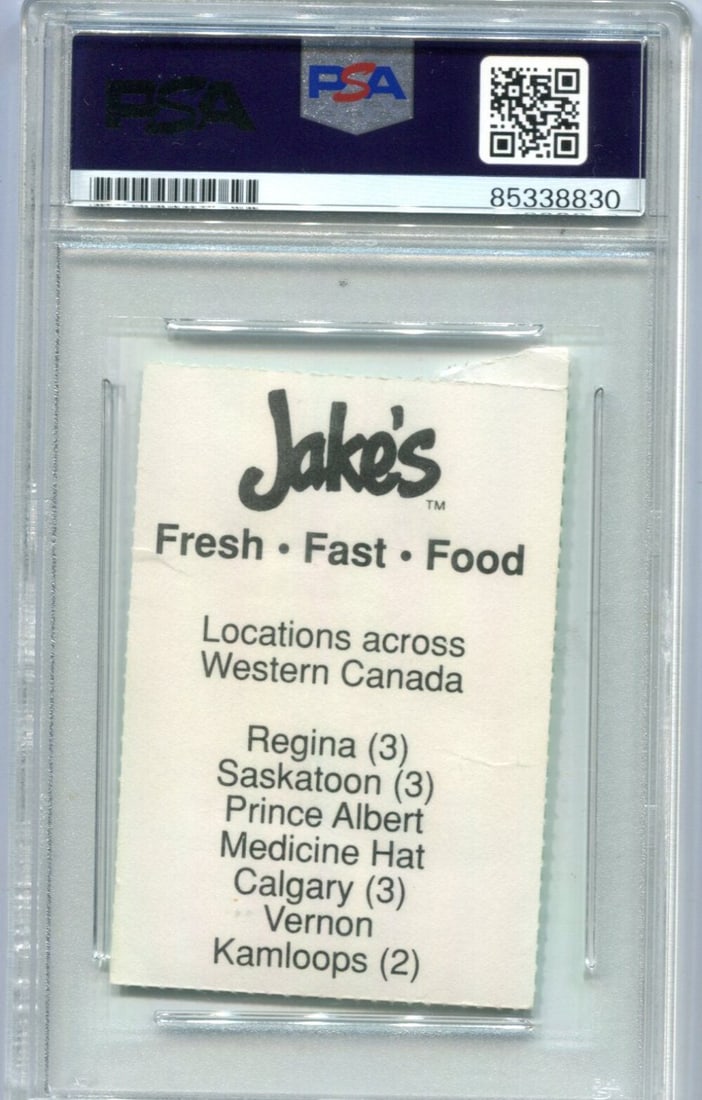 PSA PSA
85338830
Jake's
TM
Fresh • Fast • Food
Locations across
Western Canada
Regina (3)
Saskatoon (3)
Prince Albert
Medicine Hat
Calgary (3)
Vernon
Kamloops (2)